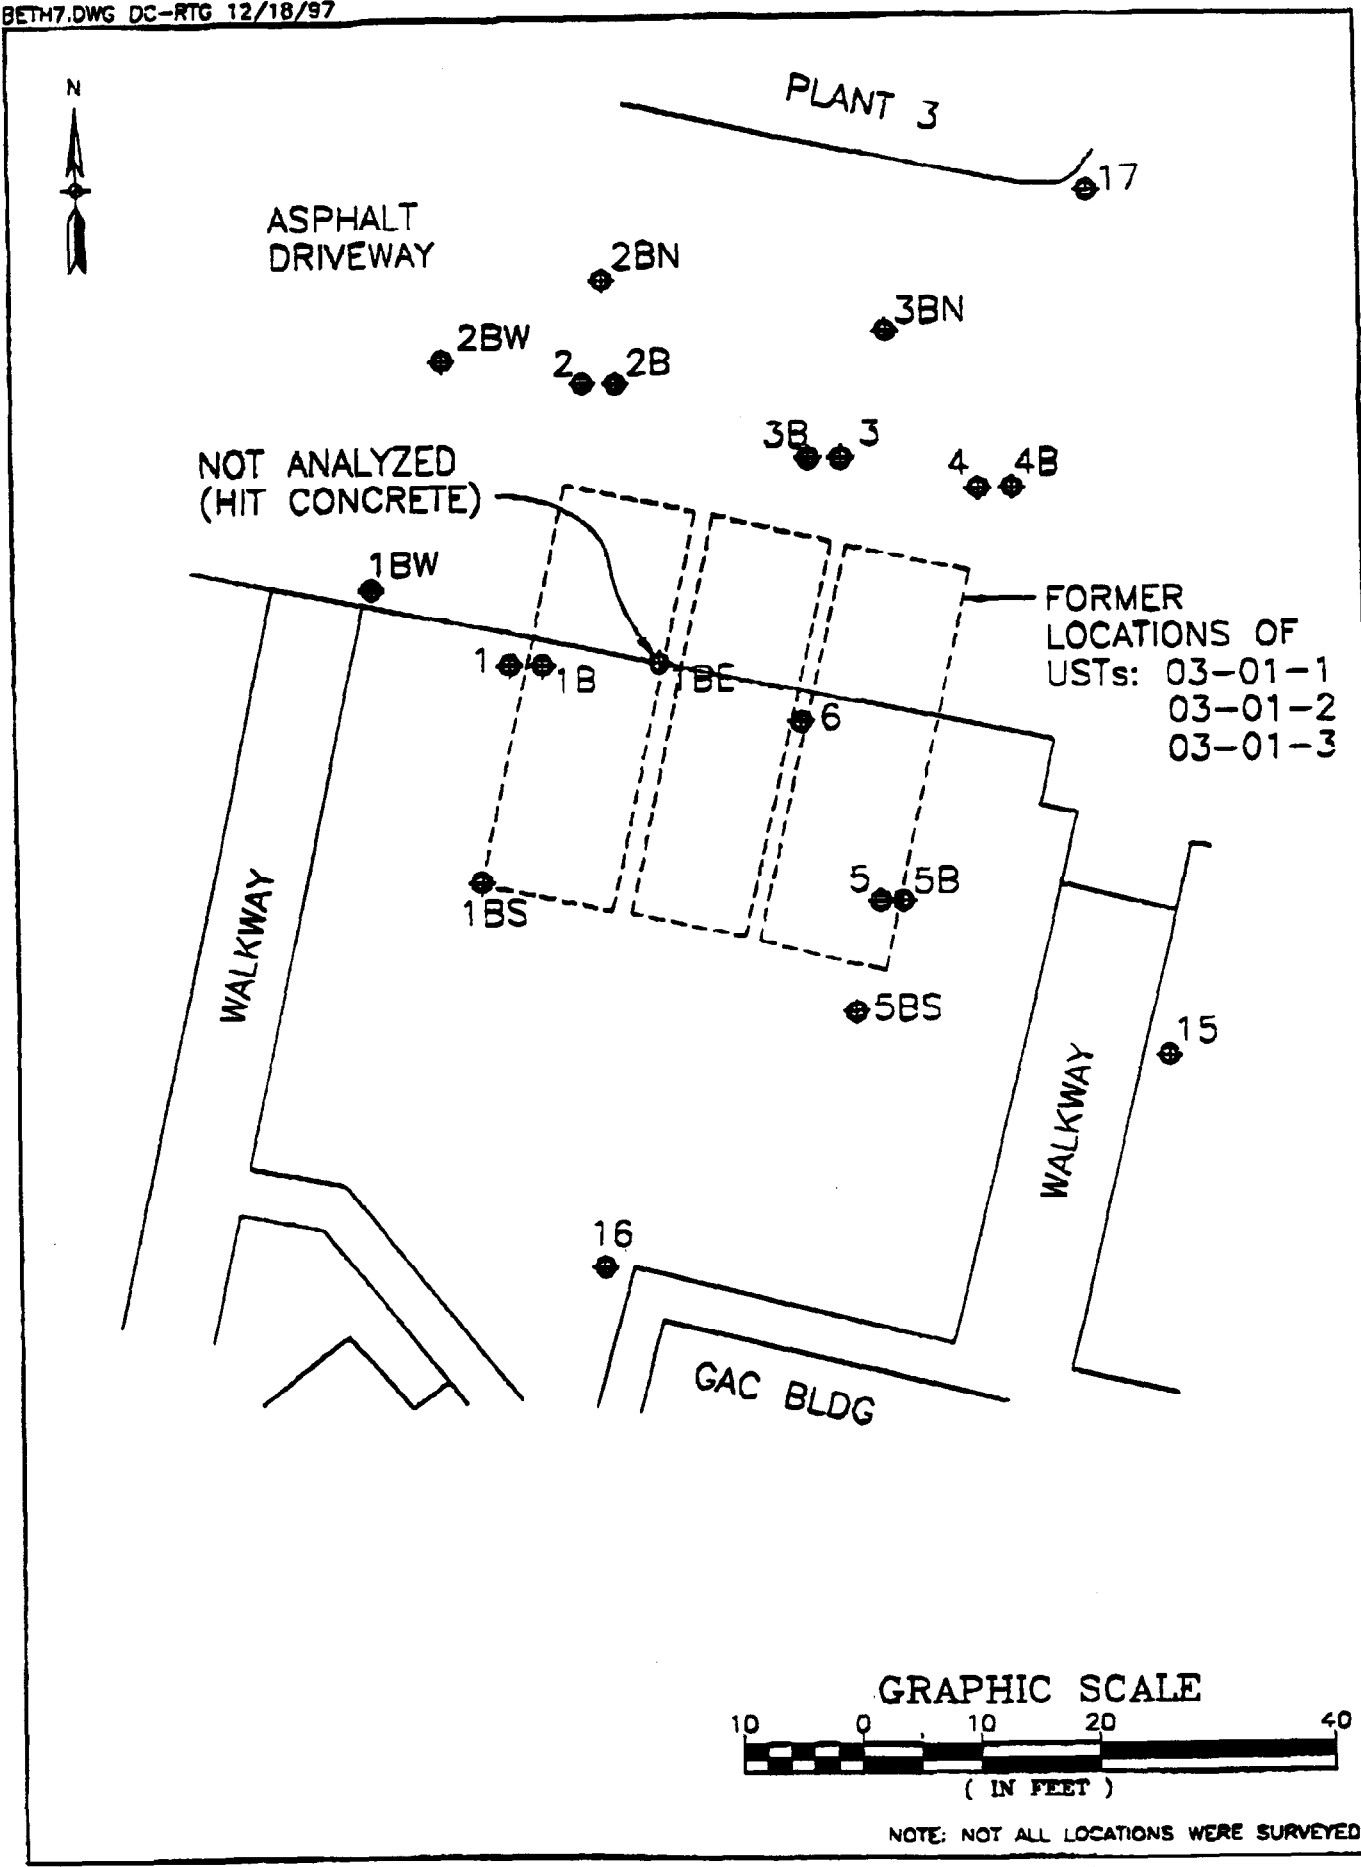 BETH7.DWG DC-RTG 12/18/97
N
PLANT 3
17
ASPHALT
DRIVEWAY
2BN
3BN
2BW
2
2B
3B
3
4
4B
NOT ANALYZED
(HIT CONCRETE)
1BW
FORMER
LOCATIONS OF
USTs: 03-01-1
03-01-2
03-01-3
1
1B
1BE
6
5
5B
1BS
WALKWAY
5BS
15
WALKWAY
16
GAC BLDG
GRAPHIC SCALE
10 0 10 20 40
( IN FEET )
NOTE: NOT ALL LOCATIONS WERE SURVEYED